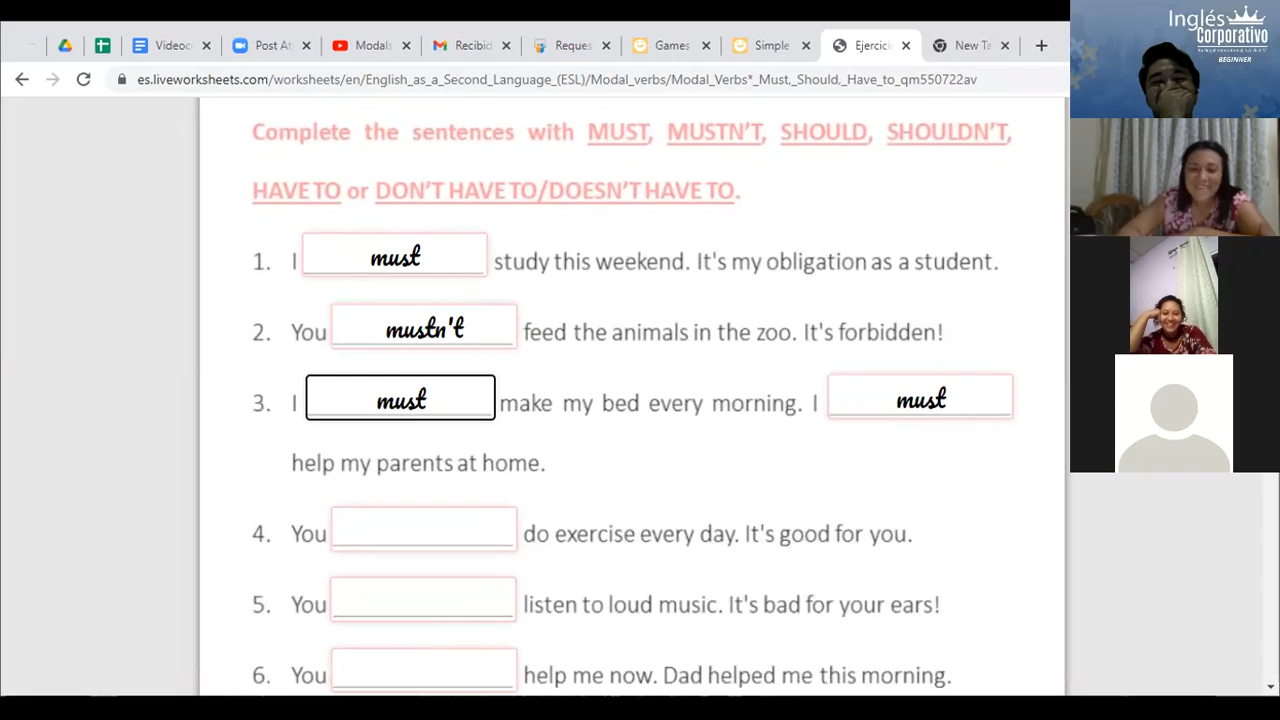 Videoc
Post At
Modals
Recibid
Reques
Games
Simple
Ejercici
New Ta
es.liveworksheets.com/worksheets/en/English_as_a_Second_Language_(ESL)/Modal_verbs/Modal_Verbs*_Must,_Should,_Have_to_qm550722av
Inglés
Corporativo
BEGINNER
Complete the sentences with MUST, MUSTN'T, SHOULD, SHOULDN'T,
HAVE TO or DON'T HAVE TO/DOESN'T HAVE TO.
1. I must study this weekend. It's my obligation as a student.
2. You mustn't feed the animals in the zoo. It's forbidden!
3. I must make my bed every morning. I must
help my parents at home.
4. You do exercise every day. It's good for you.
5. You listen to loud music. It's bad for your ears!
6. You help me now. Dad helped me this morning.